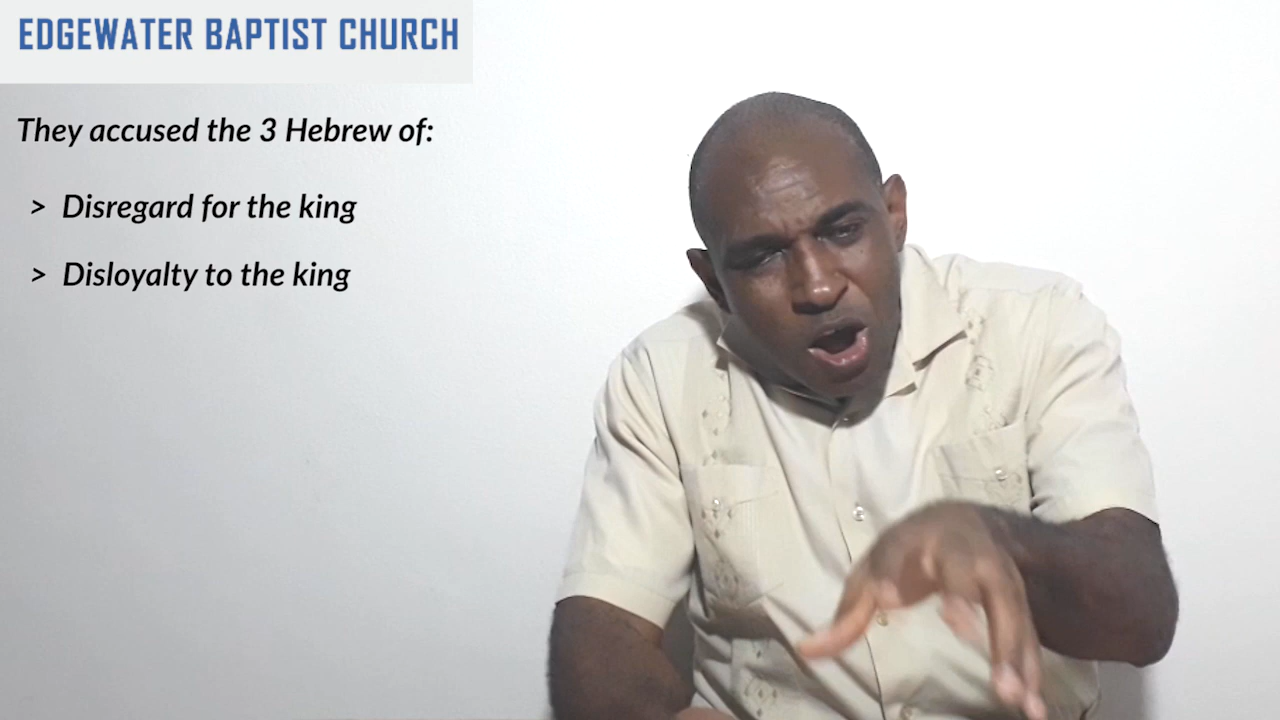 EDGEWATER BAPTIST CHURCH
They accused the 3 Hebrew of:
> Disregard for the king
> Disloyalty to the king